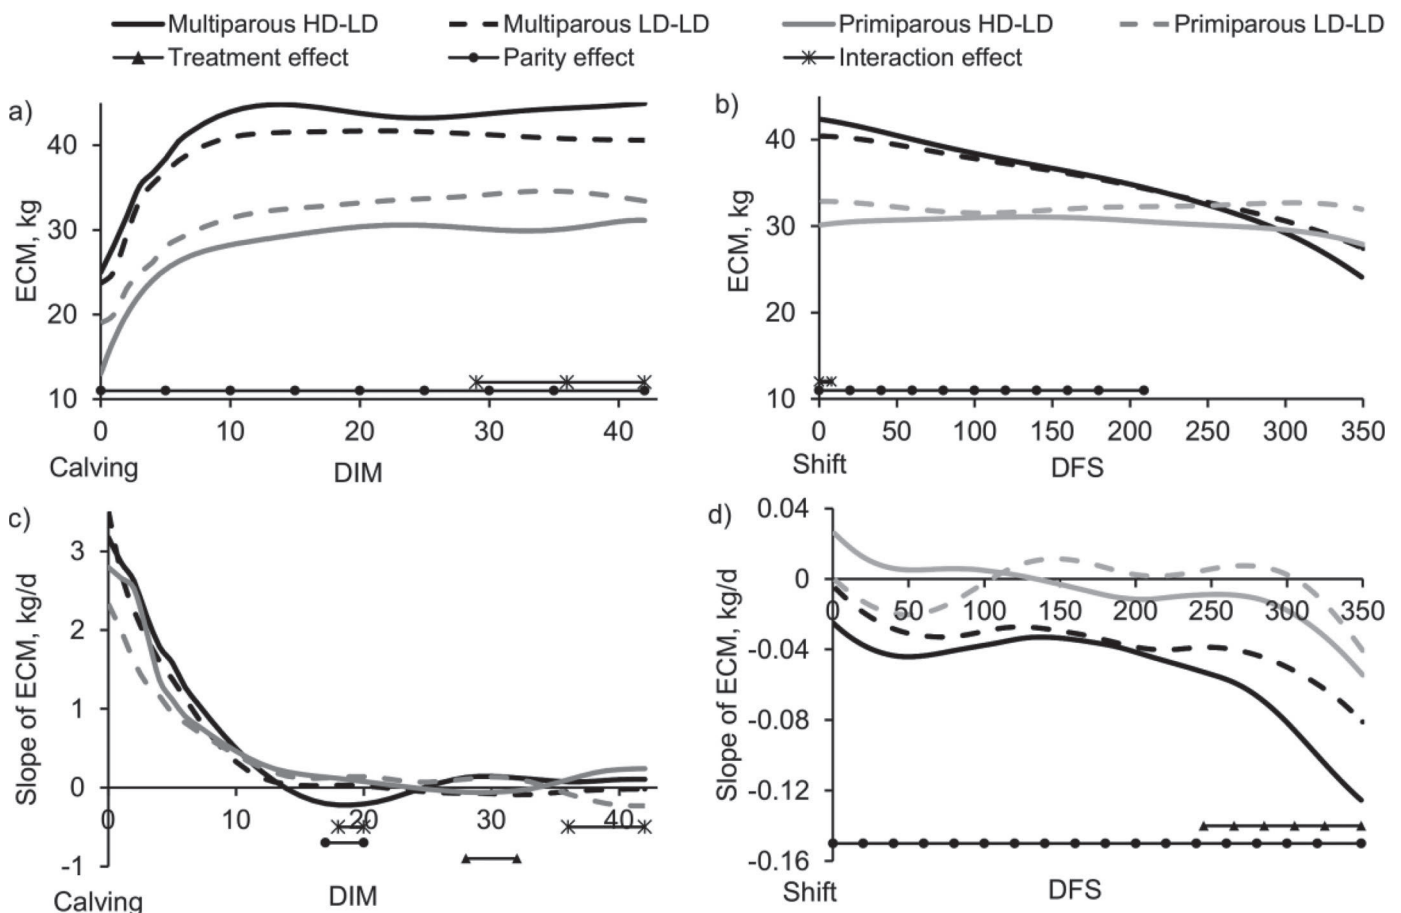 Multiparous HD-LD Multiparous LD-LD Primiparous HD-LD Primiparous LD-LD
Treatment effect Parity effect Interaction effect
a)
ECM, kg
40
30
20
10
0 10 20 30 40
Calving DIM
b)
ECM, kg
40
30
20
10
0 50 100 150 200 250 300 350
Shift DFS
c)
Slope of ECM, kg/d
3
2
1
0
-1
0 10 20 30 40
Calving DIM
d)
Slope of ECM, kg/d
0.04
0
-0.04
-0.08
-0.12
-0.16
0 50 100 150 200 250 300 350
Shift DFS